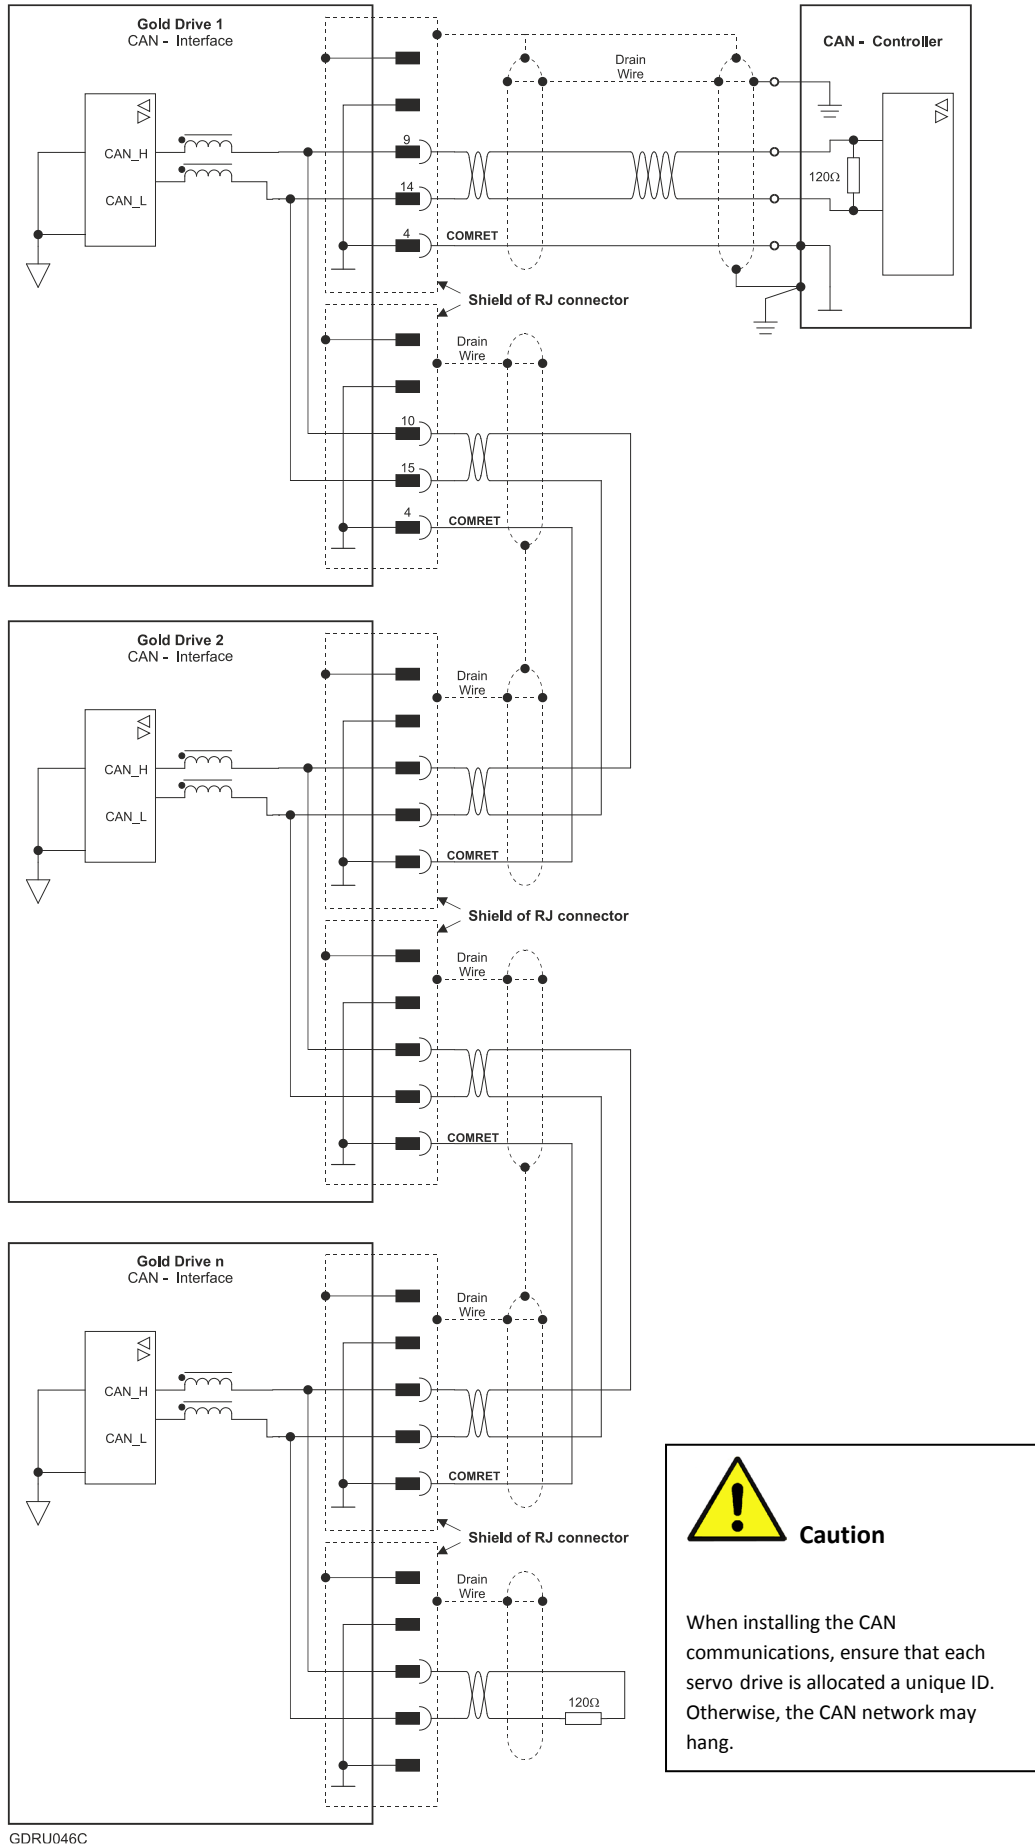 Gold Drive 1
CAN - Interface
CAN - Controller
Drain
Wire
CAN_H
CAN_L
9
14
4
COMRET
120Ω
Shield of RJ connector
Drain
Wire
10
15
4
COMRET
Gold Drive 2
CAN - Interface
Drain
Wire
CAN_H
CAN_L
COMRET
Shield of RJ connector
Drain
Wire
COMRET
Gold Drive n
CAN - Interface
Drain
Wire
CAN_H
CAN_L
COMRET
Shield of RJ connector
Drain
Wire
120Ω
Caution
When installing the CAN
communications, ensure that each
servo drive is allocated a unique ID.
Otherwise, the CAN network may
hang.
GDRU046C